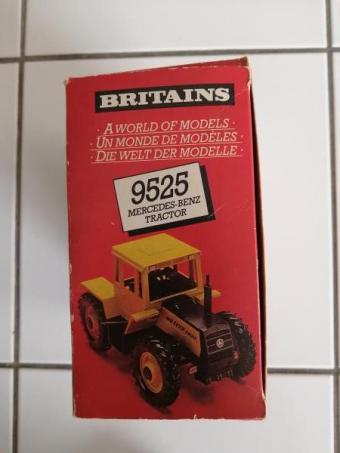 BRITAINS
· A WORLD OF MODELS ·
· UN MONDE DE MODÈLES ·
· DIE WELT DER MODELLE ·
9525
MERCEDES-BENZ
TRACTOR